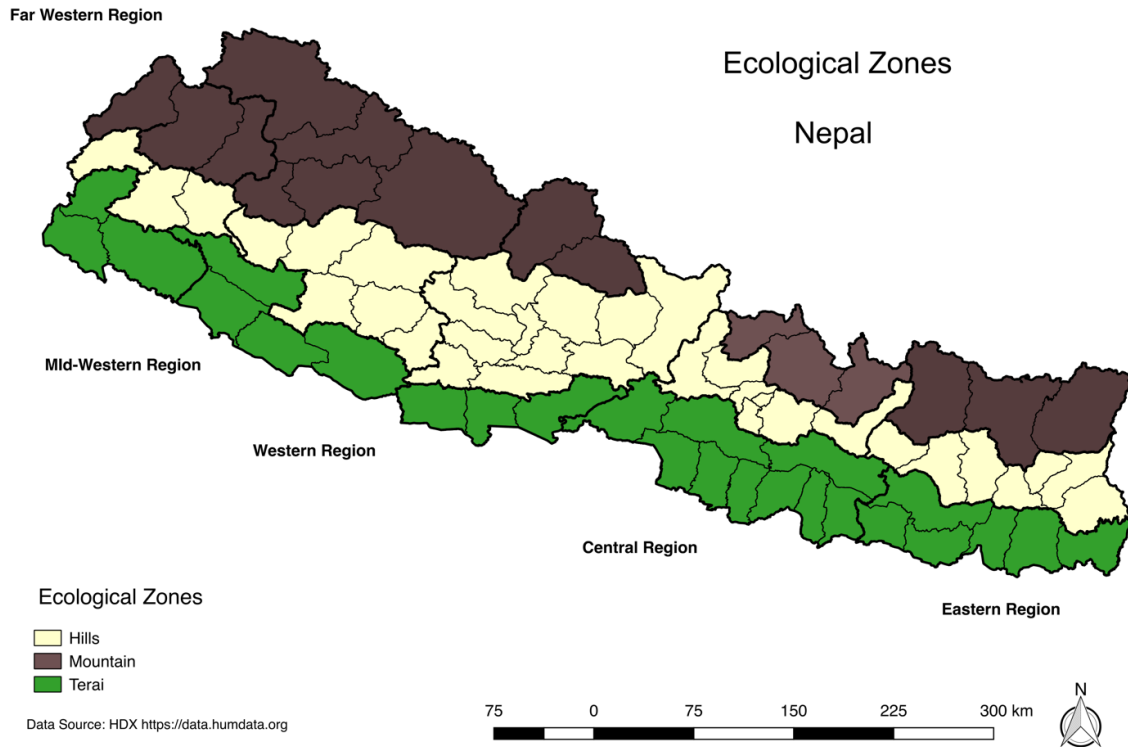 Far Western Region
Ecological Zones
Nepal
MId-Western Region
Western Region
Central Region
Eastern Region
Ecological Zones
Hills
Mountain
Terai
Data Source: HDX https://data.humdata.org
75 0 75 150 225 300 km
N